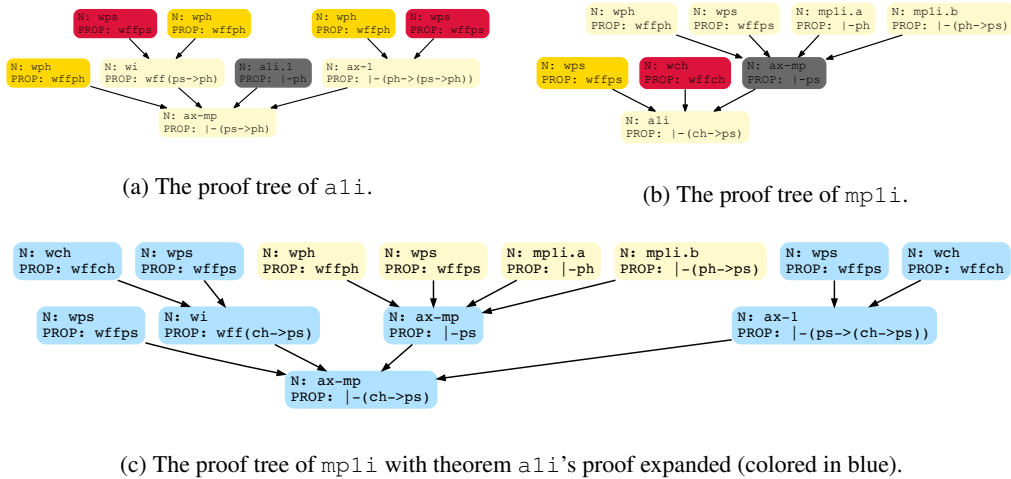 N: wps
PROP: wffps
N: wph
PROP: wffph
N: wph
PROP: wffph
N: wps
PROP: wffps
N: wph
PROP: wffph
N: wi
PROP: wff(ps->ph)
N: a1i.1
PROP: |-ph
N: ax-1
PROP: |-(ph->(ps->ph))
N: ax-mp
PROP: |-(ps->ph)
(a) The proof tree of a1i.
N: wph
PROP: wffph
N: wps
PROP: wffps
N: mp1i.a
PROP: |-ph
N: mp1i.b
PROP: |-(ph->ps)
N: wps
PROP: wffps
N: wch
PROP: wffch
N: ax-mp
PROP: |-ps
N: a1i
PROP: |-(ch->ps)
(b) The proof tree of mp1i.
N: wch
PROP: wffch
N: wps
PROP: wffps
N: wph
PROP: wffph
N: wps
PROP: wffps
N: mp1i.a
PROP: |-ph
N: mp1i.b
PROP: |-(ph->ps)
N: wps
PROP: wffps
N: wch
PROP: wffch
N: wps
PROP: wffps
N: wi
PROP: wff(ch->ps)
N: ax-mp
PROP: |-ps
N: ax-1
PROP: |-(ps->(ch->ps))
N: ax-mp
PROP: |-(ch->ps)
(c) The proof tree of mp1i with theorem a1i's proof expanded (colored in blue).